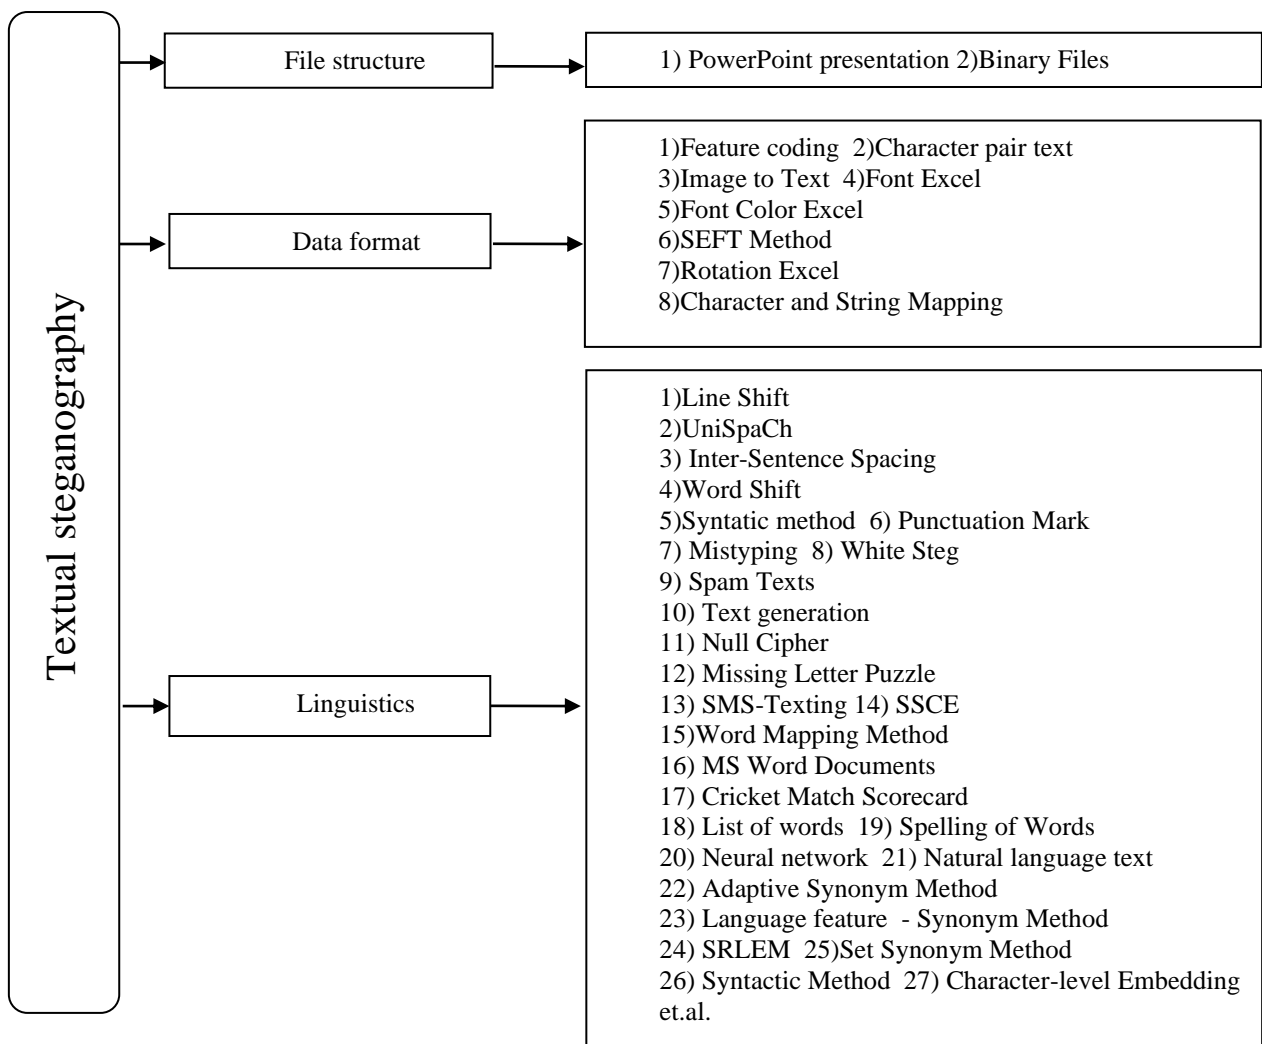 Textual steganography
File structure
1) PowerPoint presentation 2)Binary Files
Data format
1)Feature coding  2)Character pair text
3)Image to Text  4)Font Excel
5)Font Color Excel
6)SEFT Method
7)Rotation Excel
8)Character and String Mapping
Linguistics
1)Line Shift
2)UniSpaCh
3) Inter-Sentence Spacing
4)Word Shift
5)Syntatic method  6) Punctuation Mark
7) Mistyping  8) White Steg
9) Spam Texts
10) Text generation
11) Null Cipher
12) Missing Letter Puzzle
13) SMS-Texting 14) SSCE
15)Word Mapping Method
16) MS Word Documents
17) Cricket Match Scorecard
18) List of words  19) Spelling of Words
20) Neural network  21) Natural language text
22) Adaptive Synonym Method
23) Language feature  - Synonym Method
24) SRLEM  25)Set Synonym Method
26) Syntactic Method  27) Character-level Embedding
et.al.